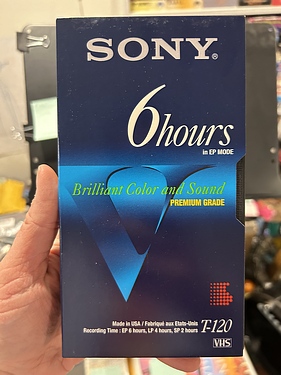 SONY®
6hours
in EP MODE
Brilliant Color and Sound
PREMIUM GRADE
V
Made in USA / Fabriqué aux Etats-Unis
Recording Time : EP 6 hours, LP 4 hours, SP 2 hours T-120
VHS